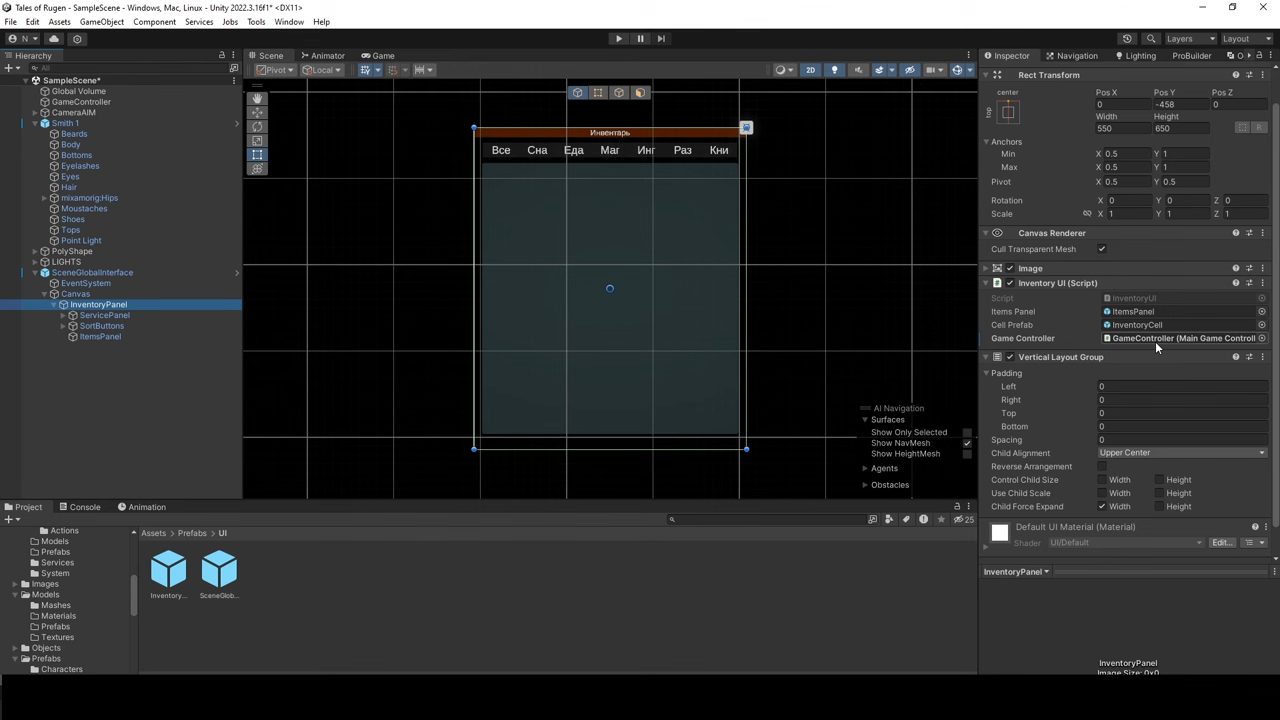 Tales of Rugen - SampleScene - Windows, Mac, Linux - Unity 2022.3.16f1* <DX11>
File Edit Assets GameObject Component Services Jobs Tools Window Help
N Layers Layout
Hierarchy Scene Animator Game Inspector Navigation Lighting ProBuilder
All Pivot Local 2D
SampleScene*
Global Volume
GameController
CameraAIM
Smith 1
Beards
Body
Bottoms
Eyelashes
Eyes
Hair
mixamorig:Hips
Moustaches
Shoes
Tops
Point Light
PolyShape
LIGHTS
SceneGlobalInterface
EventSystem
Canvas
InventoryPanel
ServicePanel
SortButtons
ItemsPanel
Инвентарь
Все Сна Еда Маг Инг Раз Кни
AI Navigation
Surfaces
Show Only Selected
Show NavMesh
Show HeightMesh
Agents
Obstacles
Rect Transform
center Pos X Pos Y Pos Z
top 0 -458 0
Width Height
550 650 R
Anchors
Min X 0.5 Y 1
Max X 0.5 Y 1
Pivot X 0.5 Y 0.5
Rotation X 0 Y 0 Z 0
Scale X 1 Y 1 Z 1
Canvas Renderer
Cull Transparent Mesh
Image
Inventory UI (Script)
Script InventoryUI
Items Panel ItemsPanel
Cell Prefab InventoryCell
Game Controller GameController (Main Game Controll
Vertical Layout Group
Padding
Left 0
Right 0
Top 0
Bottom 0
Spacing 0
Child Alignment Upper Center
Reverse Arrangement
Control Child Size Width Height
Use Child Scale Width Height
Child Force Expand Width Height
Default UI Material (Material)
Shader UI/Default Edit...
InventoryPanel
InventoryPanel
Image Size: 0x0
Project Console Animation
25
Actions
Models
Prefabs
Services
System
Images
Models
Mashes
Materials
Prefabs
Textures
Objects
Prefabs
Characters
Assets Prefabs UI
Inventory... SceneGlob...